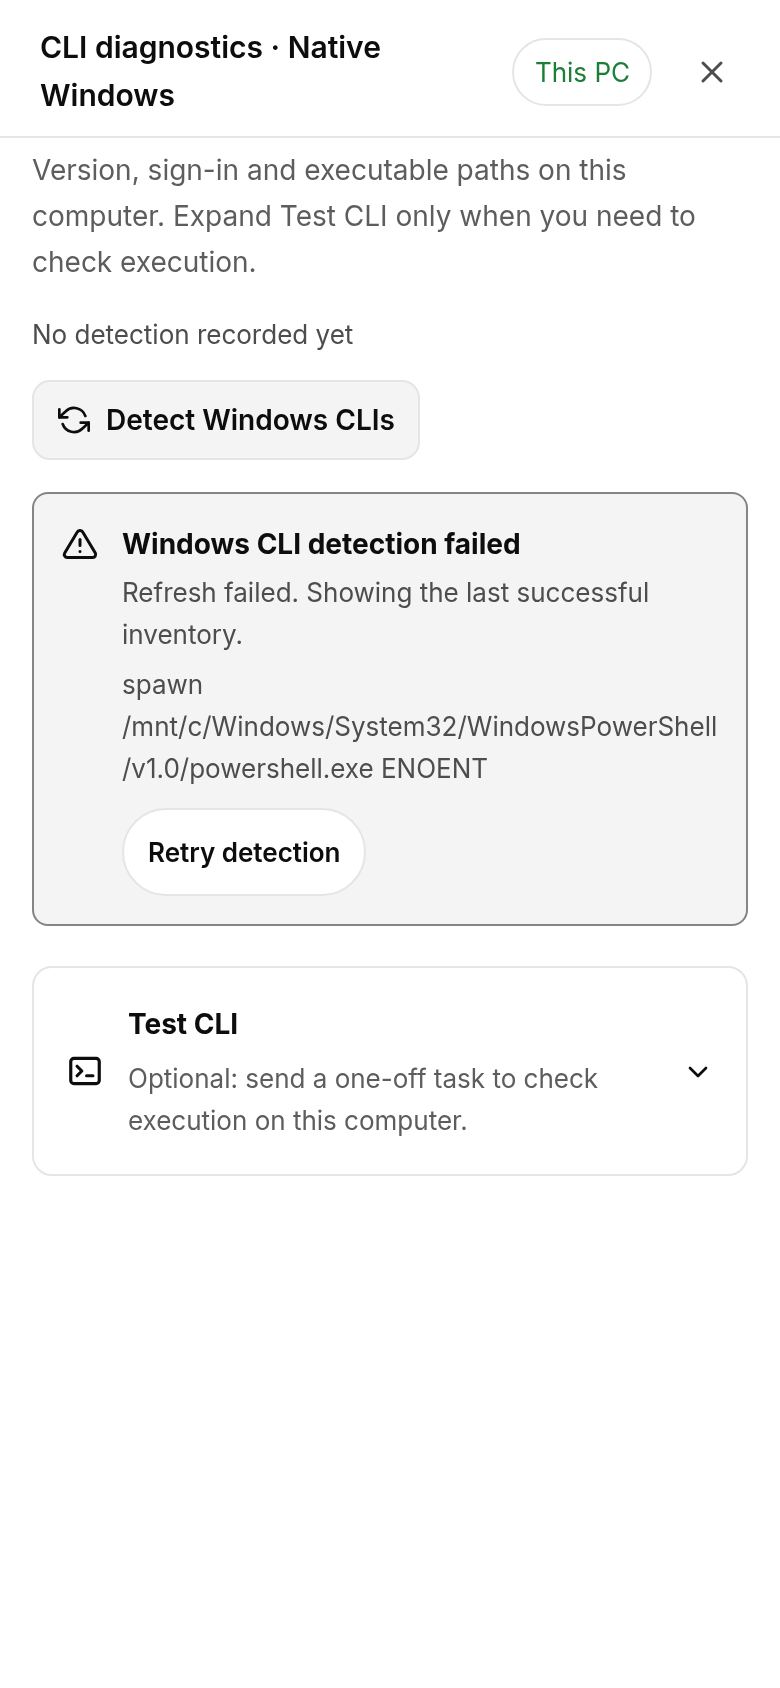 CLI diagnostics · Native
Windows
This PC
Version, sign-in and executable paths on this
computer. Expand Test CLI only when you need to
check execution.
No detection recorded yet
Detect Windows CLIs
Windows CLI detection failed
Refresh failed. Showing the last successful
inventory.
spawn
/mnt/c/Windows/System32/WindowsPowerShell
/v1.0/powershell.exe ENOENT
Retry detection
Test CLI
Optional: send a one-off task to check
execution on this computer.